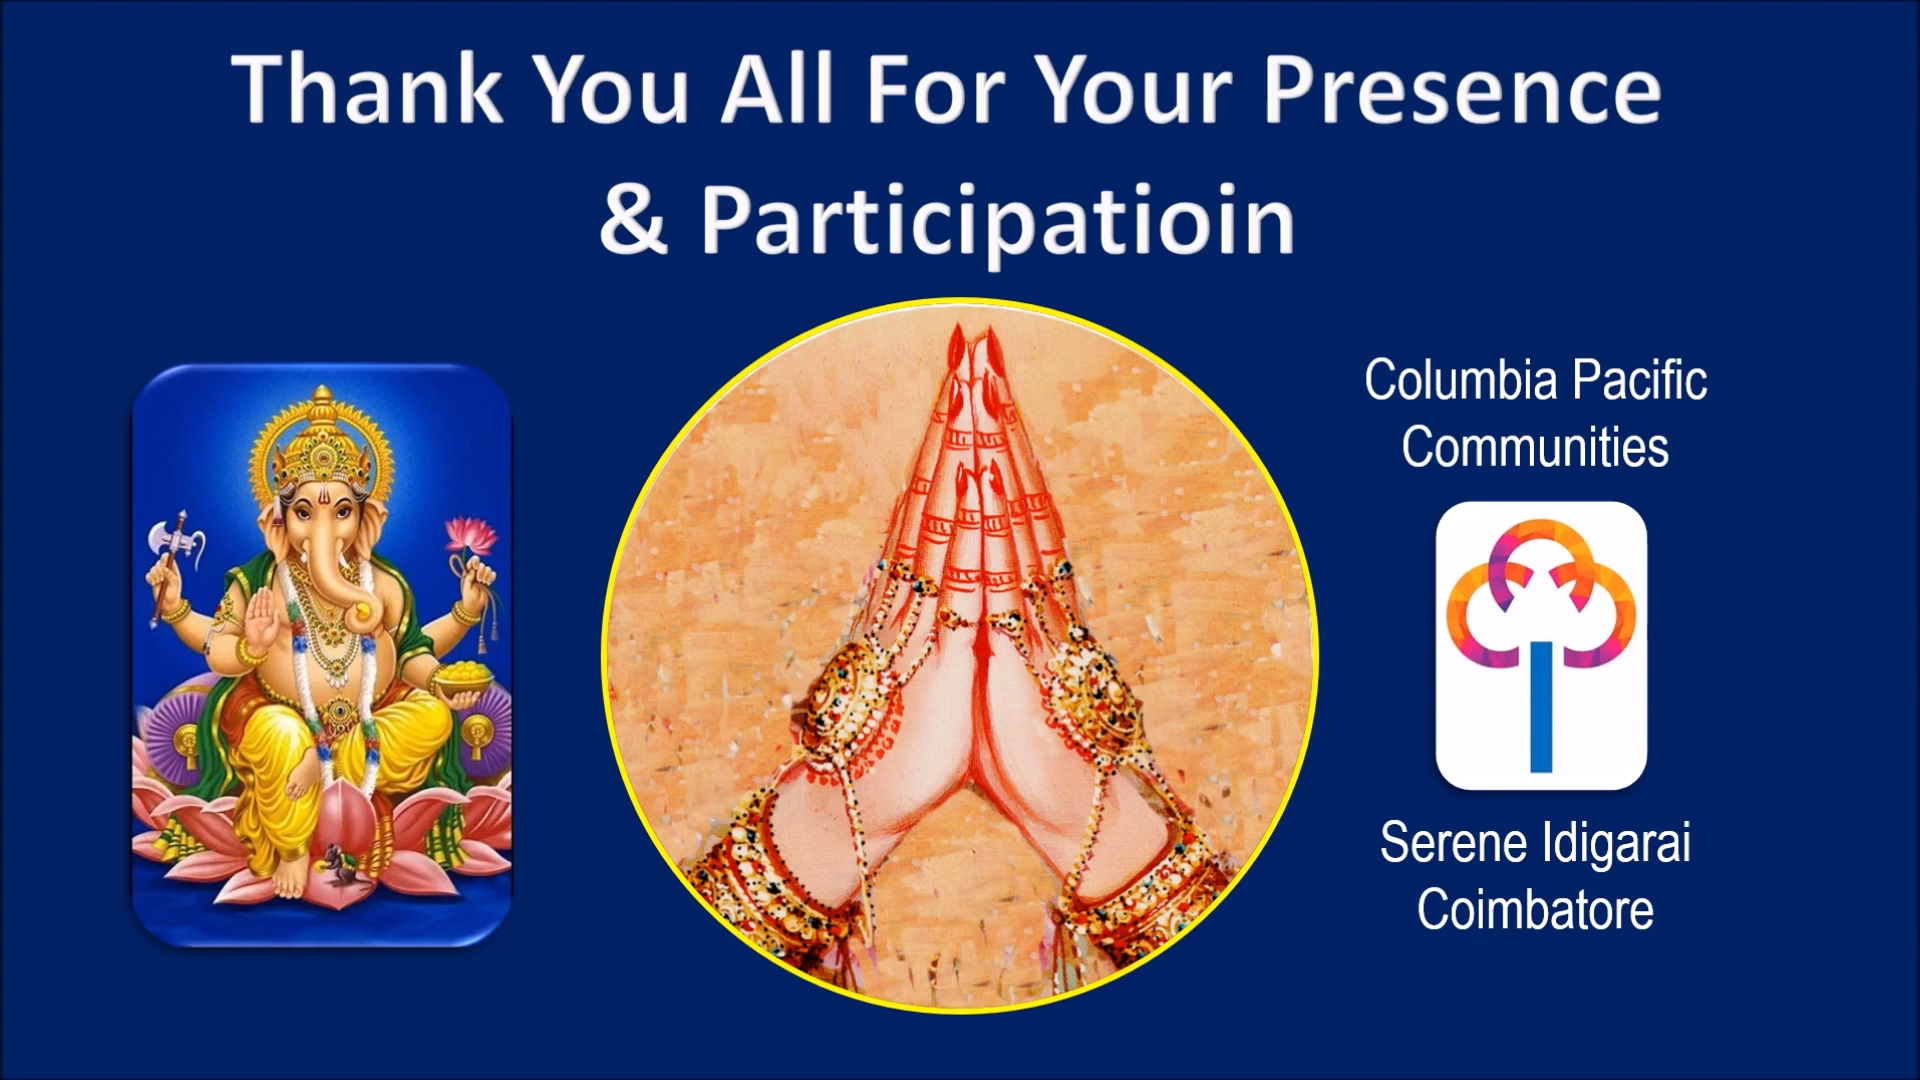 Thank You All For Your Presence
& Participatioin
Columbia Pacific
Communities
Serene Idigarai
Coimbatore